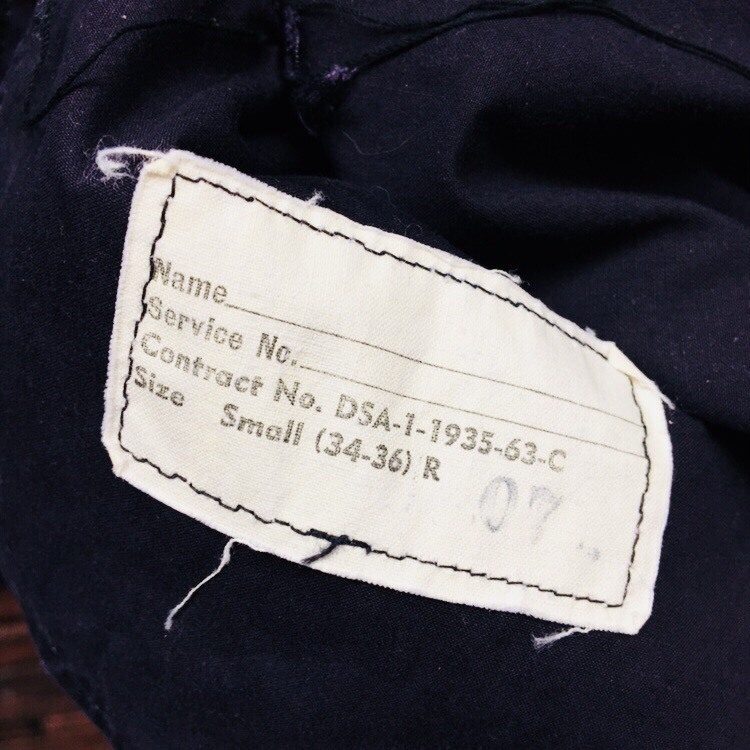 Name
Service No.
Contract No. DSA-1-1935-63-C
Size Small (34-36) R
07